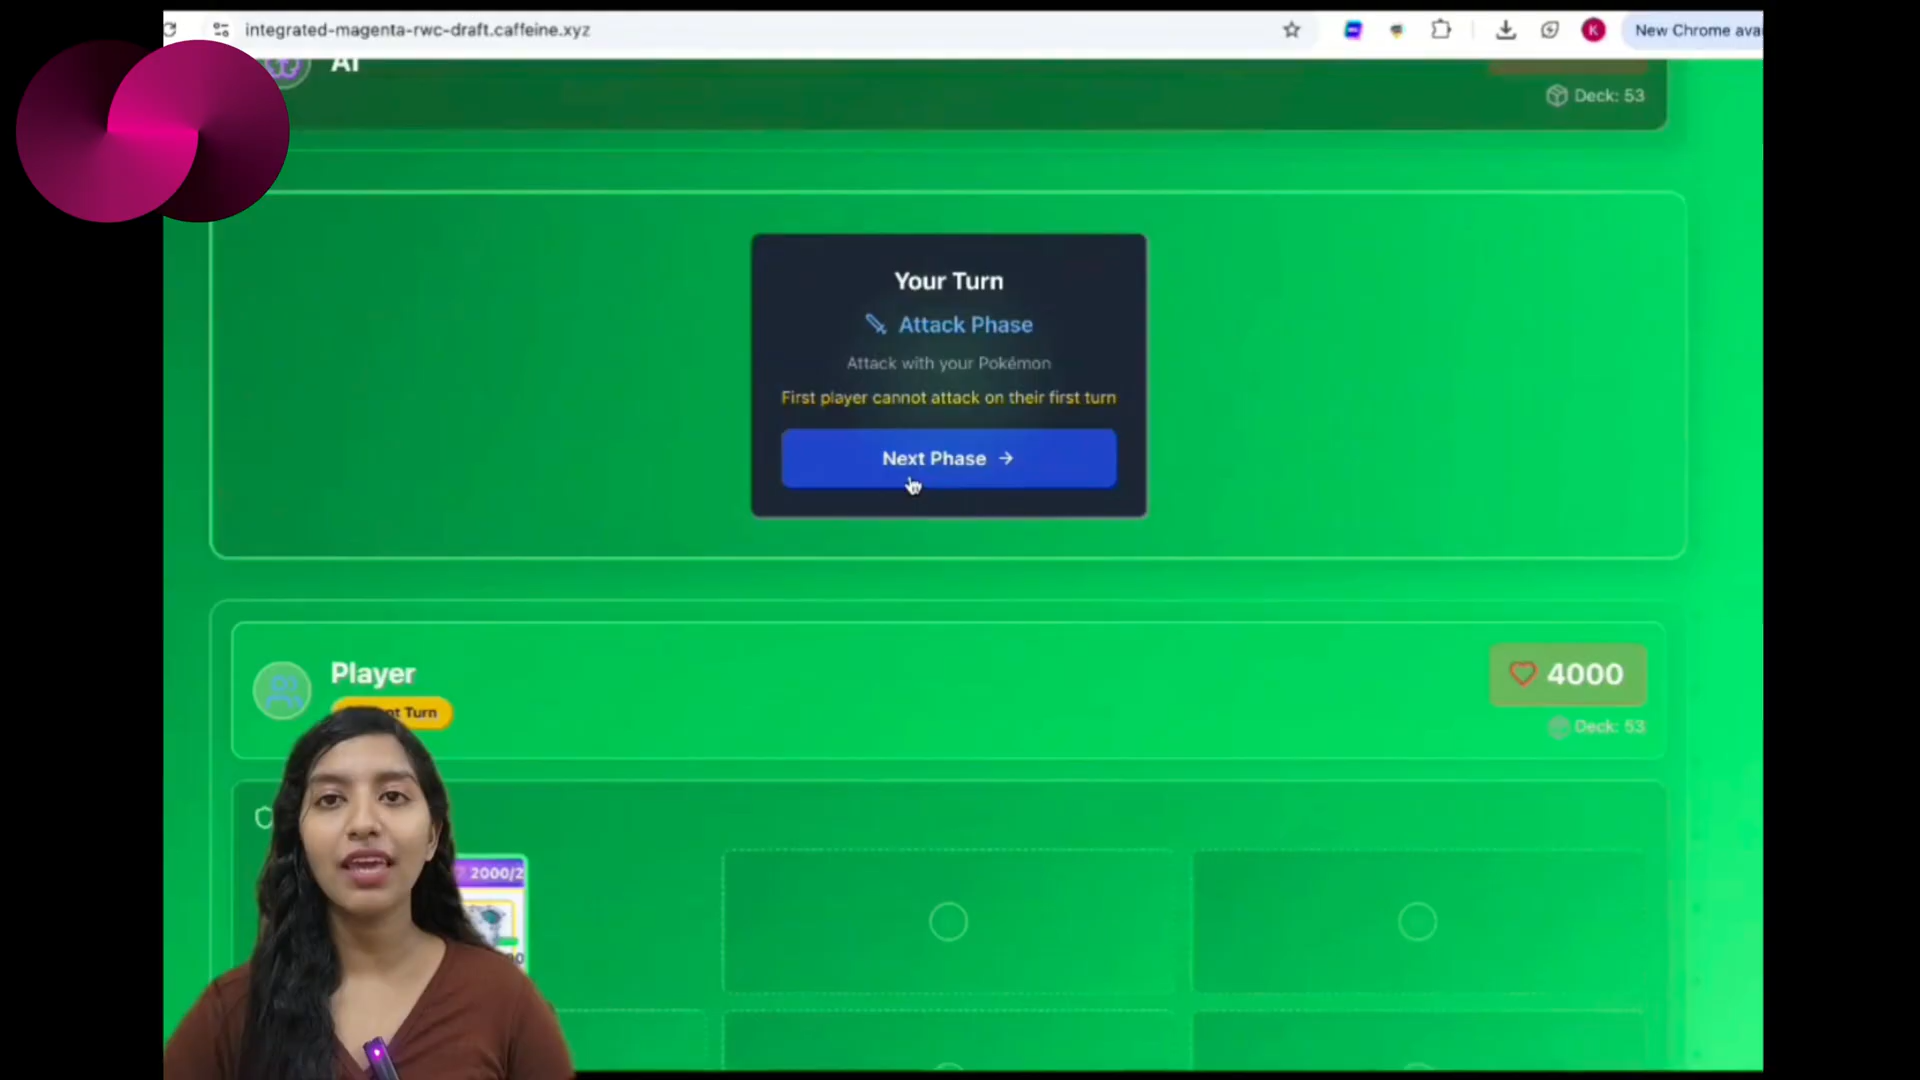 integrated-magenta-rwc-draft.caffeine.xyz
K
New Chrome ava
AI
Deck: 53
Your Turn
Attack Phase
Attack with your Pokémon
First player cannot attack on their first turn
Next Phase →
Player
4000
nt Turn
Deck: 53
2000/2